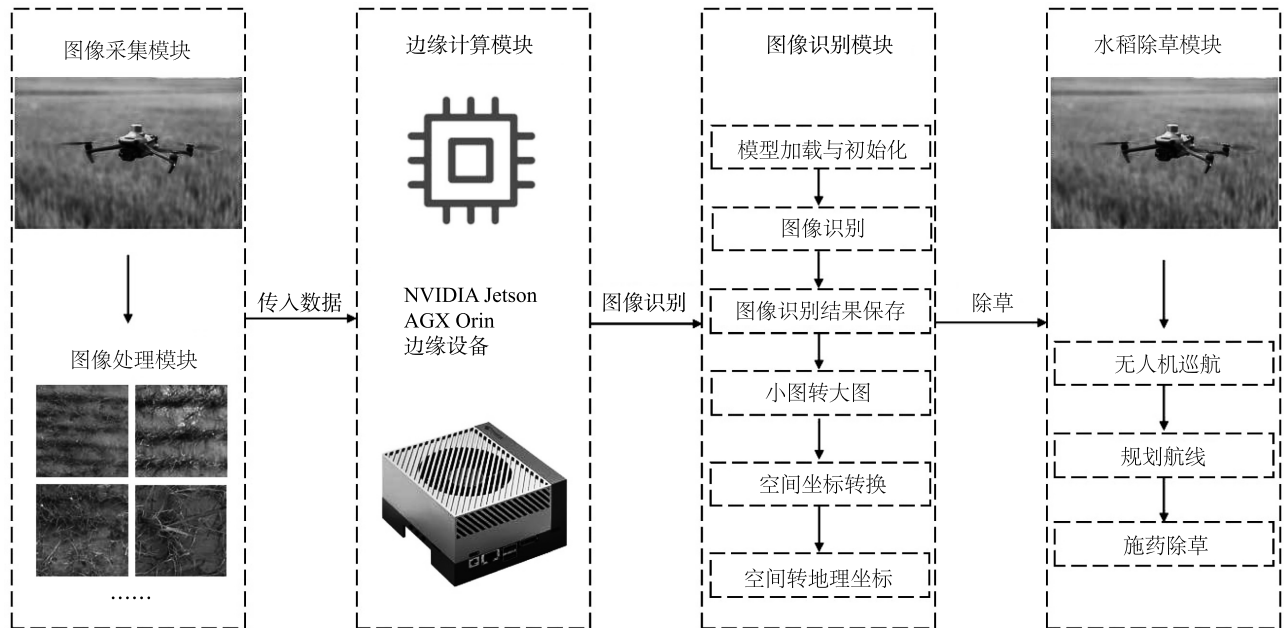 图像采集模块
图像处理模块
……
传入数据
边缘计算模块
NVIDIA Jetson
AGX Orin
边缘设备
图像识别
图像识别模块
模型加载与初始化
图像识别
图像识别结果保存
小图转大图
空间坐标转换
空间转地理坐标
除草
水稻除草模块
无人机巡航
规划航线
施药除草